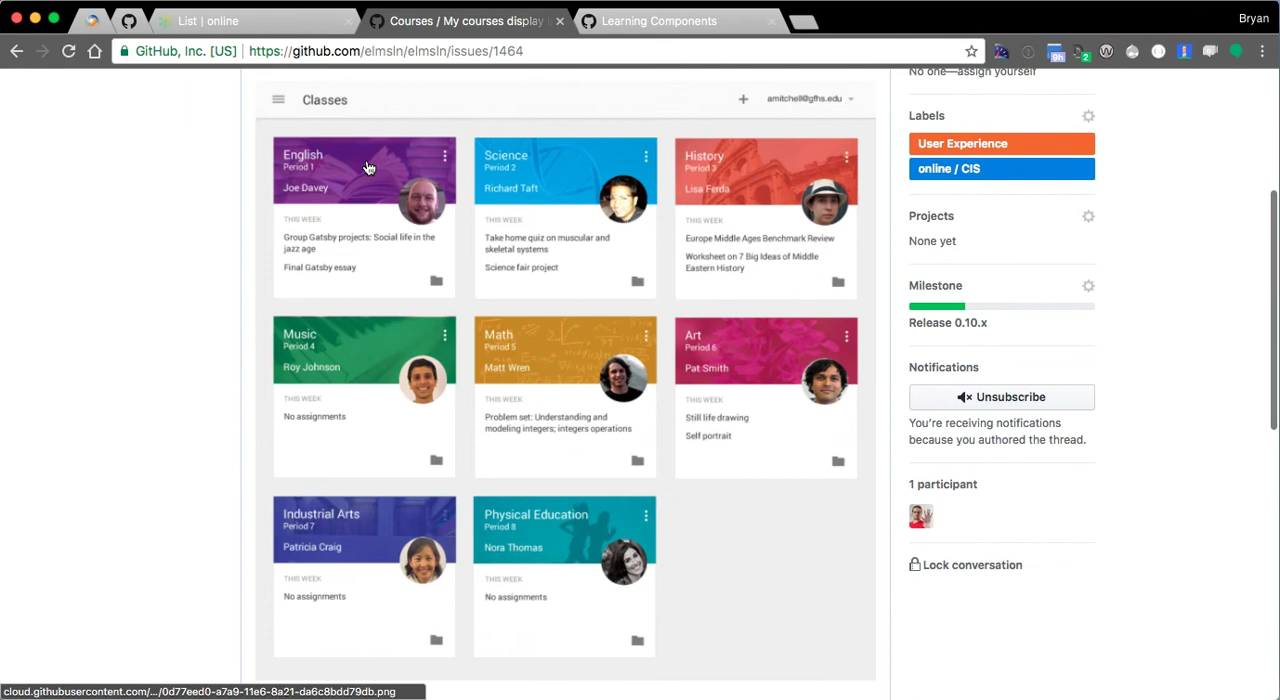 List | online
Courses / My courses display
Learning Components
Bryan
GitHub, Inc. [US] | https://github.com/elmsln/elmsln/issues/1464
9h
2
Classes
amitchell@gfhs.edu
English
Period 1
Joe Davey
THIS WEEK
Group Gatsby projects: Social life in the
jazz age
Final Gatsby essay
Science
Period 2
Richard Taft
THIS WEEK
Take home quiz on muscular and
skeletal systems
Science fair project
History
Period 3
Lisa Ferda
THIS WEEK
Europe Middle Ages Benchmark Review
Worksheet on 7 Big Ideas of Middle
Eastern History
Music
Period 4
Roy Johnson
THIS WEEK
No assignments
Math
Period 5
Matt Wren
THIS WEEK
Problem set: Understanding and
modeling integers; integers operations
Art
Period 6
Pat Smith
THIS WEEK
Still life drawing
Self portrait
Industrial Arts
Period 7
Patricia Craig
THIS WEEK
No assignments
Physical Education
Period 8
Nora Thomas
THIS WEEK
No assignments
No one—assign yourself
Labels
User Experience
online / CIS
Projects
None yet
Milestone
Release 0.10.x
Notifications
Unsubscribe
You're receiving notifications
because you authored the thread.
1 participant
Lock conversation
cloud.githubusercontent.com/.../0d77eed0-a7a9-11e6-8a21-da6c8bdd79db.png